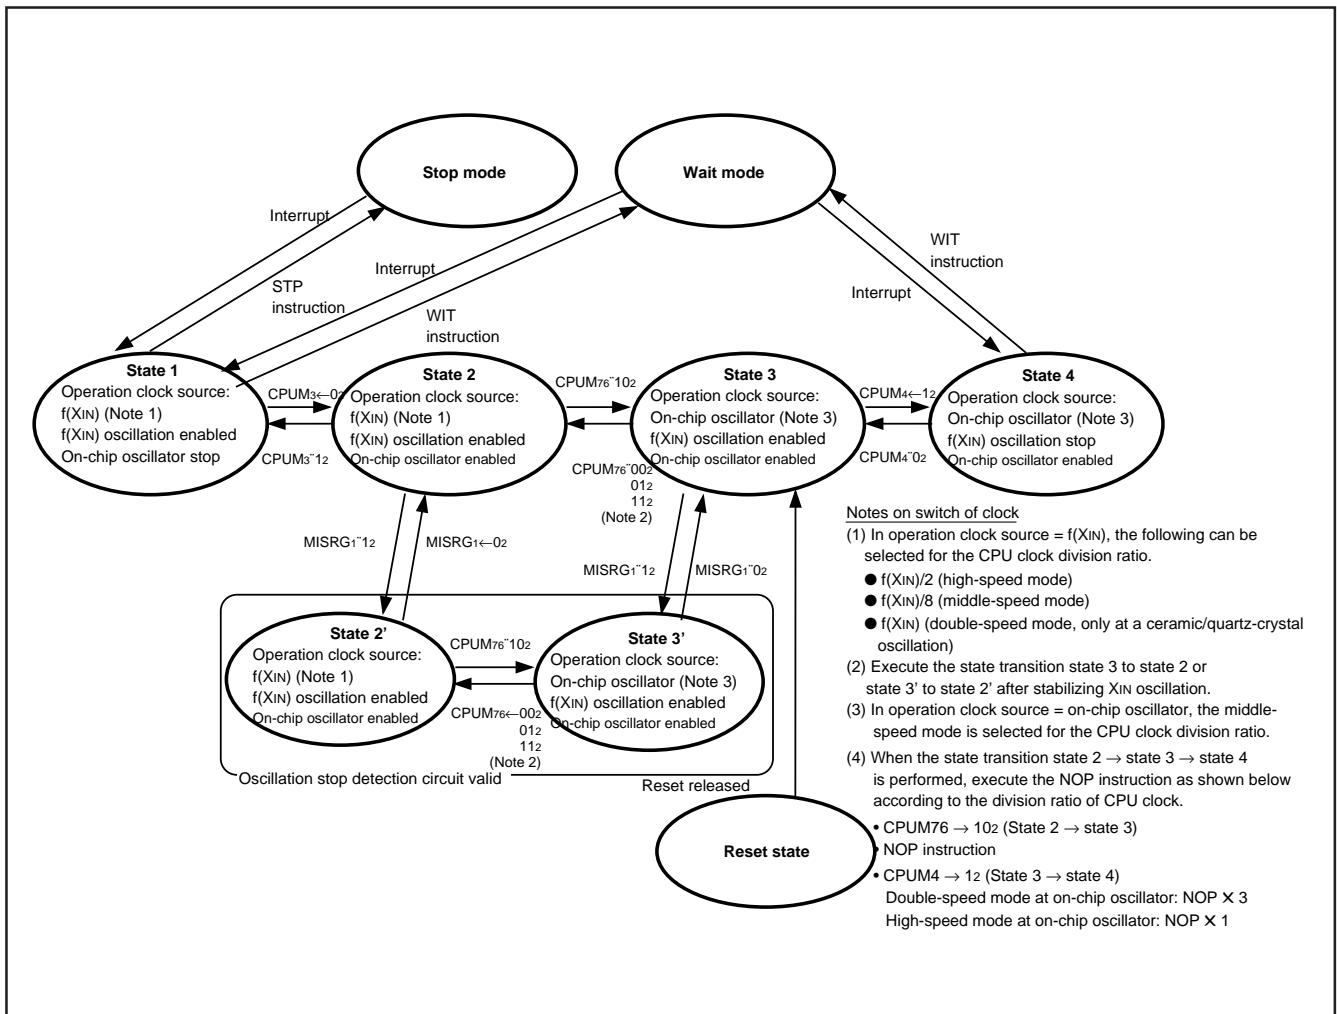 Stop mode
Wait mode
Interrupt
STP
instruction
Interrupt
WIT
instruction
WIT
instruction
Interrupt
State 1
Operation clock source:
f(XIN) (Note 1)
f(XIN) oscillation enabled
On-chip oscillator stop
CPUM3←02
CPUM3¨12
State 2
Operation clock source:
f(XIN) (Note 1)
f(XIN) oscillation enabled
On-chip oscillator enabled
CPUM76¨102
CPUM76¨002
012
112
(Note 2)
State 3
Operation clock source:
On-chip oscillator (Note 3)
f(XIN) oscillation enabled
On-chip oscillator enabled
CPUM4←12
CPUM4¨02
State 4
Operation clock source:
On-chip oscillator (Note 3)
f(XIN) oscillation stop
On-chip oscillator enabled
MISRG1¨12
MISRG1←02
MISRG1¨12
MISRG1¨02
State 2'
Operation clock source:
f(XIN) (Note 1)
f(XIN) oscillation enabled
On-chip oscillator enabled
CPUM76¨102
CPUM76←002
012
112
(Note 2)
State 3'
Operation clock source:
On-chip oscillator (Note 3)
f(XIN) oscillation enabled
On-chip oscillator enabled
Oscillation stop detection circuit valid
Reset released
Reset state
Notes on switch of clock
(1) In operation clock source = f(XIN), the following can be
selected for the CPU clock division ratio.
● f(XIN)/2 (high-speed mode)
● f(XIN)/8 (middle-speed mode)
● f(XIN) (double-speed mode, only at a ceramic/quartz-crystal
oscillation)
(2) Execute the state transition state 3 to state 2 or
state 3' to state 2' after stabilizing XIN oscillation.
(3) In operation clock source = on-chip oscillator, the middle-
speed mode is selected for the CPU clock division ratio.
(4) When the state transition state 2 → state 3 → state 4
is performed, execute the NOP instruction as shown below
according to the division ratio of CPU clock.
• CPUM76 → 102 (State 2 → state 3)
• NOP instruction
• CPUM4 → 12 (State 3 → state 4)
Double-speed mode at on-chip oscillator: NOP X 3
High-speed mode at on-chip oscillator: NOP X 1